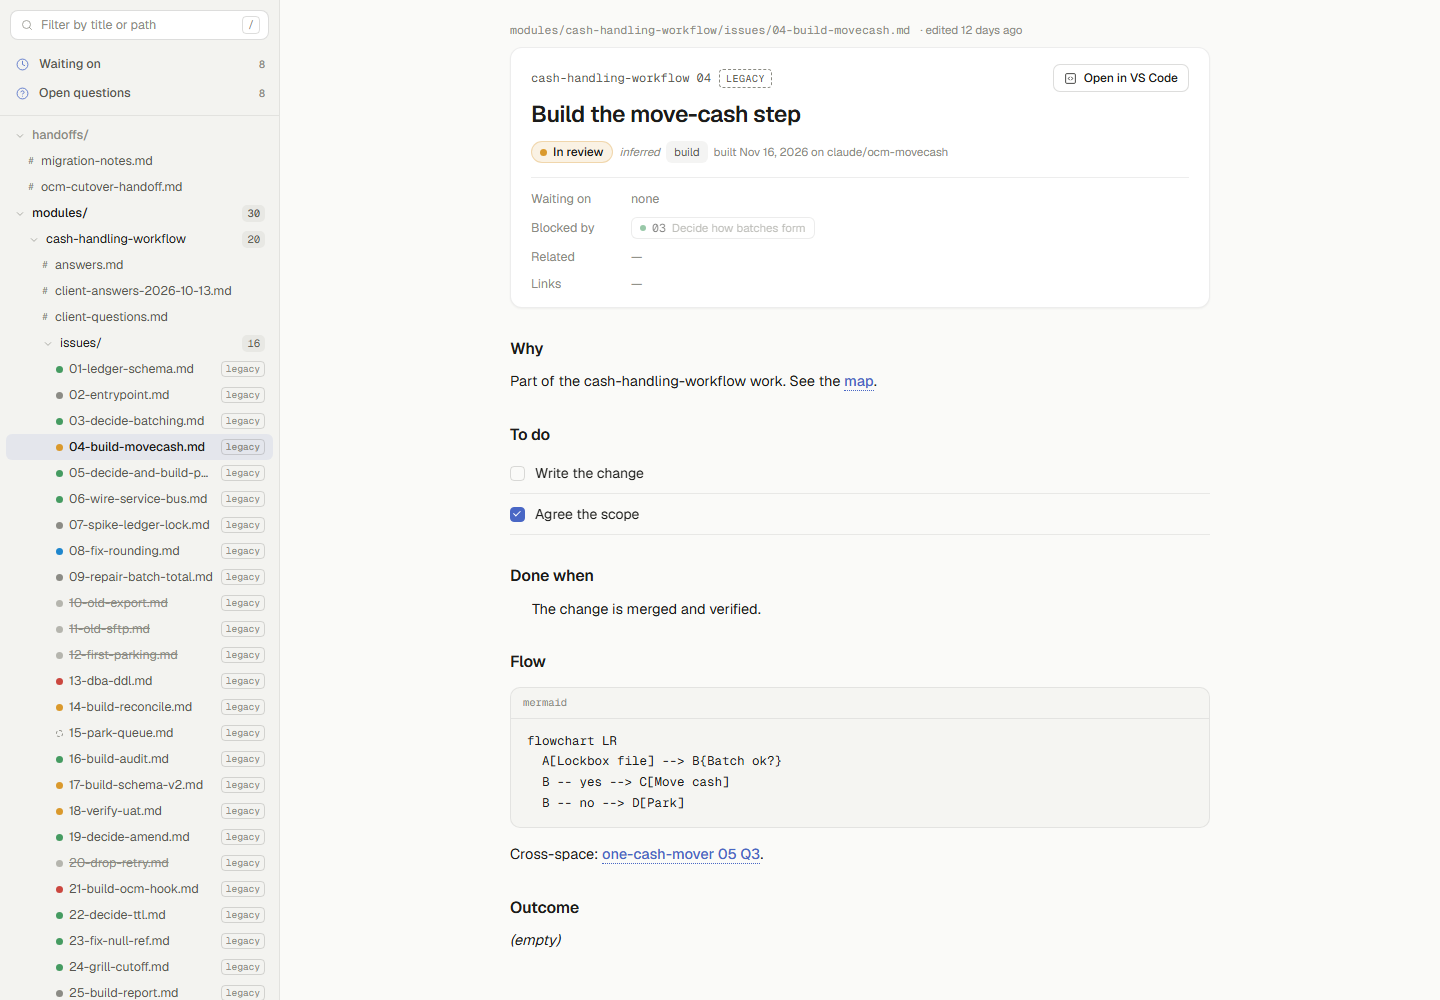 Filter by title or path /
Waiting on 8
Open questions 8
handoffs/
# migration-notes.md
# ocm-cutover-handoff.md
modules/ 30
cash-handling-workflow 20
# answers.md
# client-answers-2026-10-13.md
# client-questions.md
issues/ 16
01-ledger-schema.md legacy
02-entrypoint.md legacy
03-decide-batching.md legacy
04-build-movecash.md legacy
05-decide-and-build-p... legacy
06-wire-service-bus.md legacy
07-spike-ledger-lock.md legacy
08-fix-rounding.md legacy
09-repair-batch-total.md legacy
10-old-export.md legacy
11-old-sftp.md legacy
12-first-parking.md legacy
13-dba-ddl.md legacy
14-build-reconcile.md legacy
15-park-queue.md legacy
16-build-audit.md legacy
17-build-schema-v2.md legacy
18-verify-uat.md legacy
19-decide-amend.md legacy
20-drop-retry.md legacy
21-build-ocm-hook.md legacy
22-decide-ttl.md legacy
23-fix-null-ref.md legacy
24-grill-cutoff.md legacy
25-build-report.md legacy
modules/cash-handling-workflow/issues/04-build-movecash.md · edited 12 days ago
cash-handling-workflow 04 LEGACY
Open in VS Code
Build the move-cash step
In review inferred build built Nov 16, 2026 on claude/ocm-movecash
Waiting on none
Blocked by 03 Decide how batches form
Related —
Links —
Why
Part of the cash-handling-workflow work. See the map.
To do
Write the change
Agree the scope
Done when
The change is merged and verified.
Flow
mermaid
flowchart LR
A[Lockbox file] --> B{Batch ok?}
B -- yes --> C[Move cash]
B -- no --> D[Park]
Cross-space: one-cash-mover 05 Q3.
Outcome
(empty)